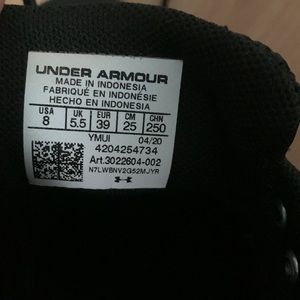 UNDER ARMOUR
MADE IN INDONESIA
FABRIQUÉ EN INDONÉSIE
HECHO EN INDONESIA
USA UK EUR CM CHN
8 5.5 39 25 250
YMUI 04/20
4204254734
Art.3022604-002
N7LWBNV2G52MJYR